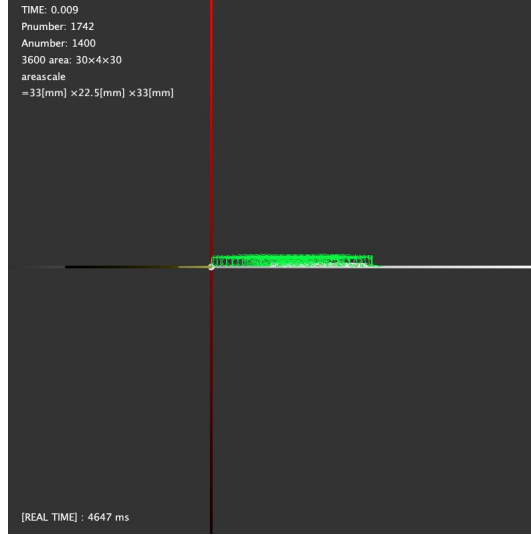 TIME: 0.009
Pnumber: 1742
Anumber: 1400
3600 area: 30×4×30
areascale
=33[mm] ×22.5[mm] ×33[mm]
[REAL TIME] : 4647 ms